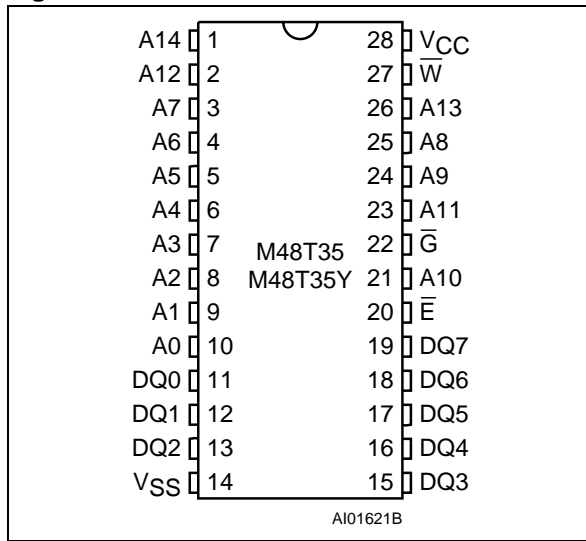 A14 1 28 VCC
A12 2 27 W̅
A7 3 26 A13
A6 4 25 A8
A5 5 24 A9
A4 6 23 A11
A3 7 M48T35 22 G̅
A2 8 M48T35Y 21 A10
A1 9 20 E̅
A0 10 19 DQ7
DQ0 11 18 DQ6
DQ1 12 17 DQ5
DQ2 13 16 DQ4
VSS 14 15 DQ3
AI01621B